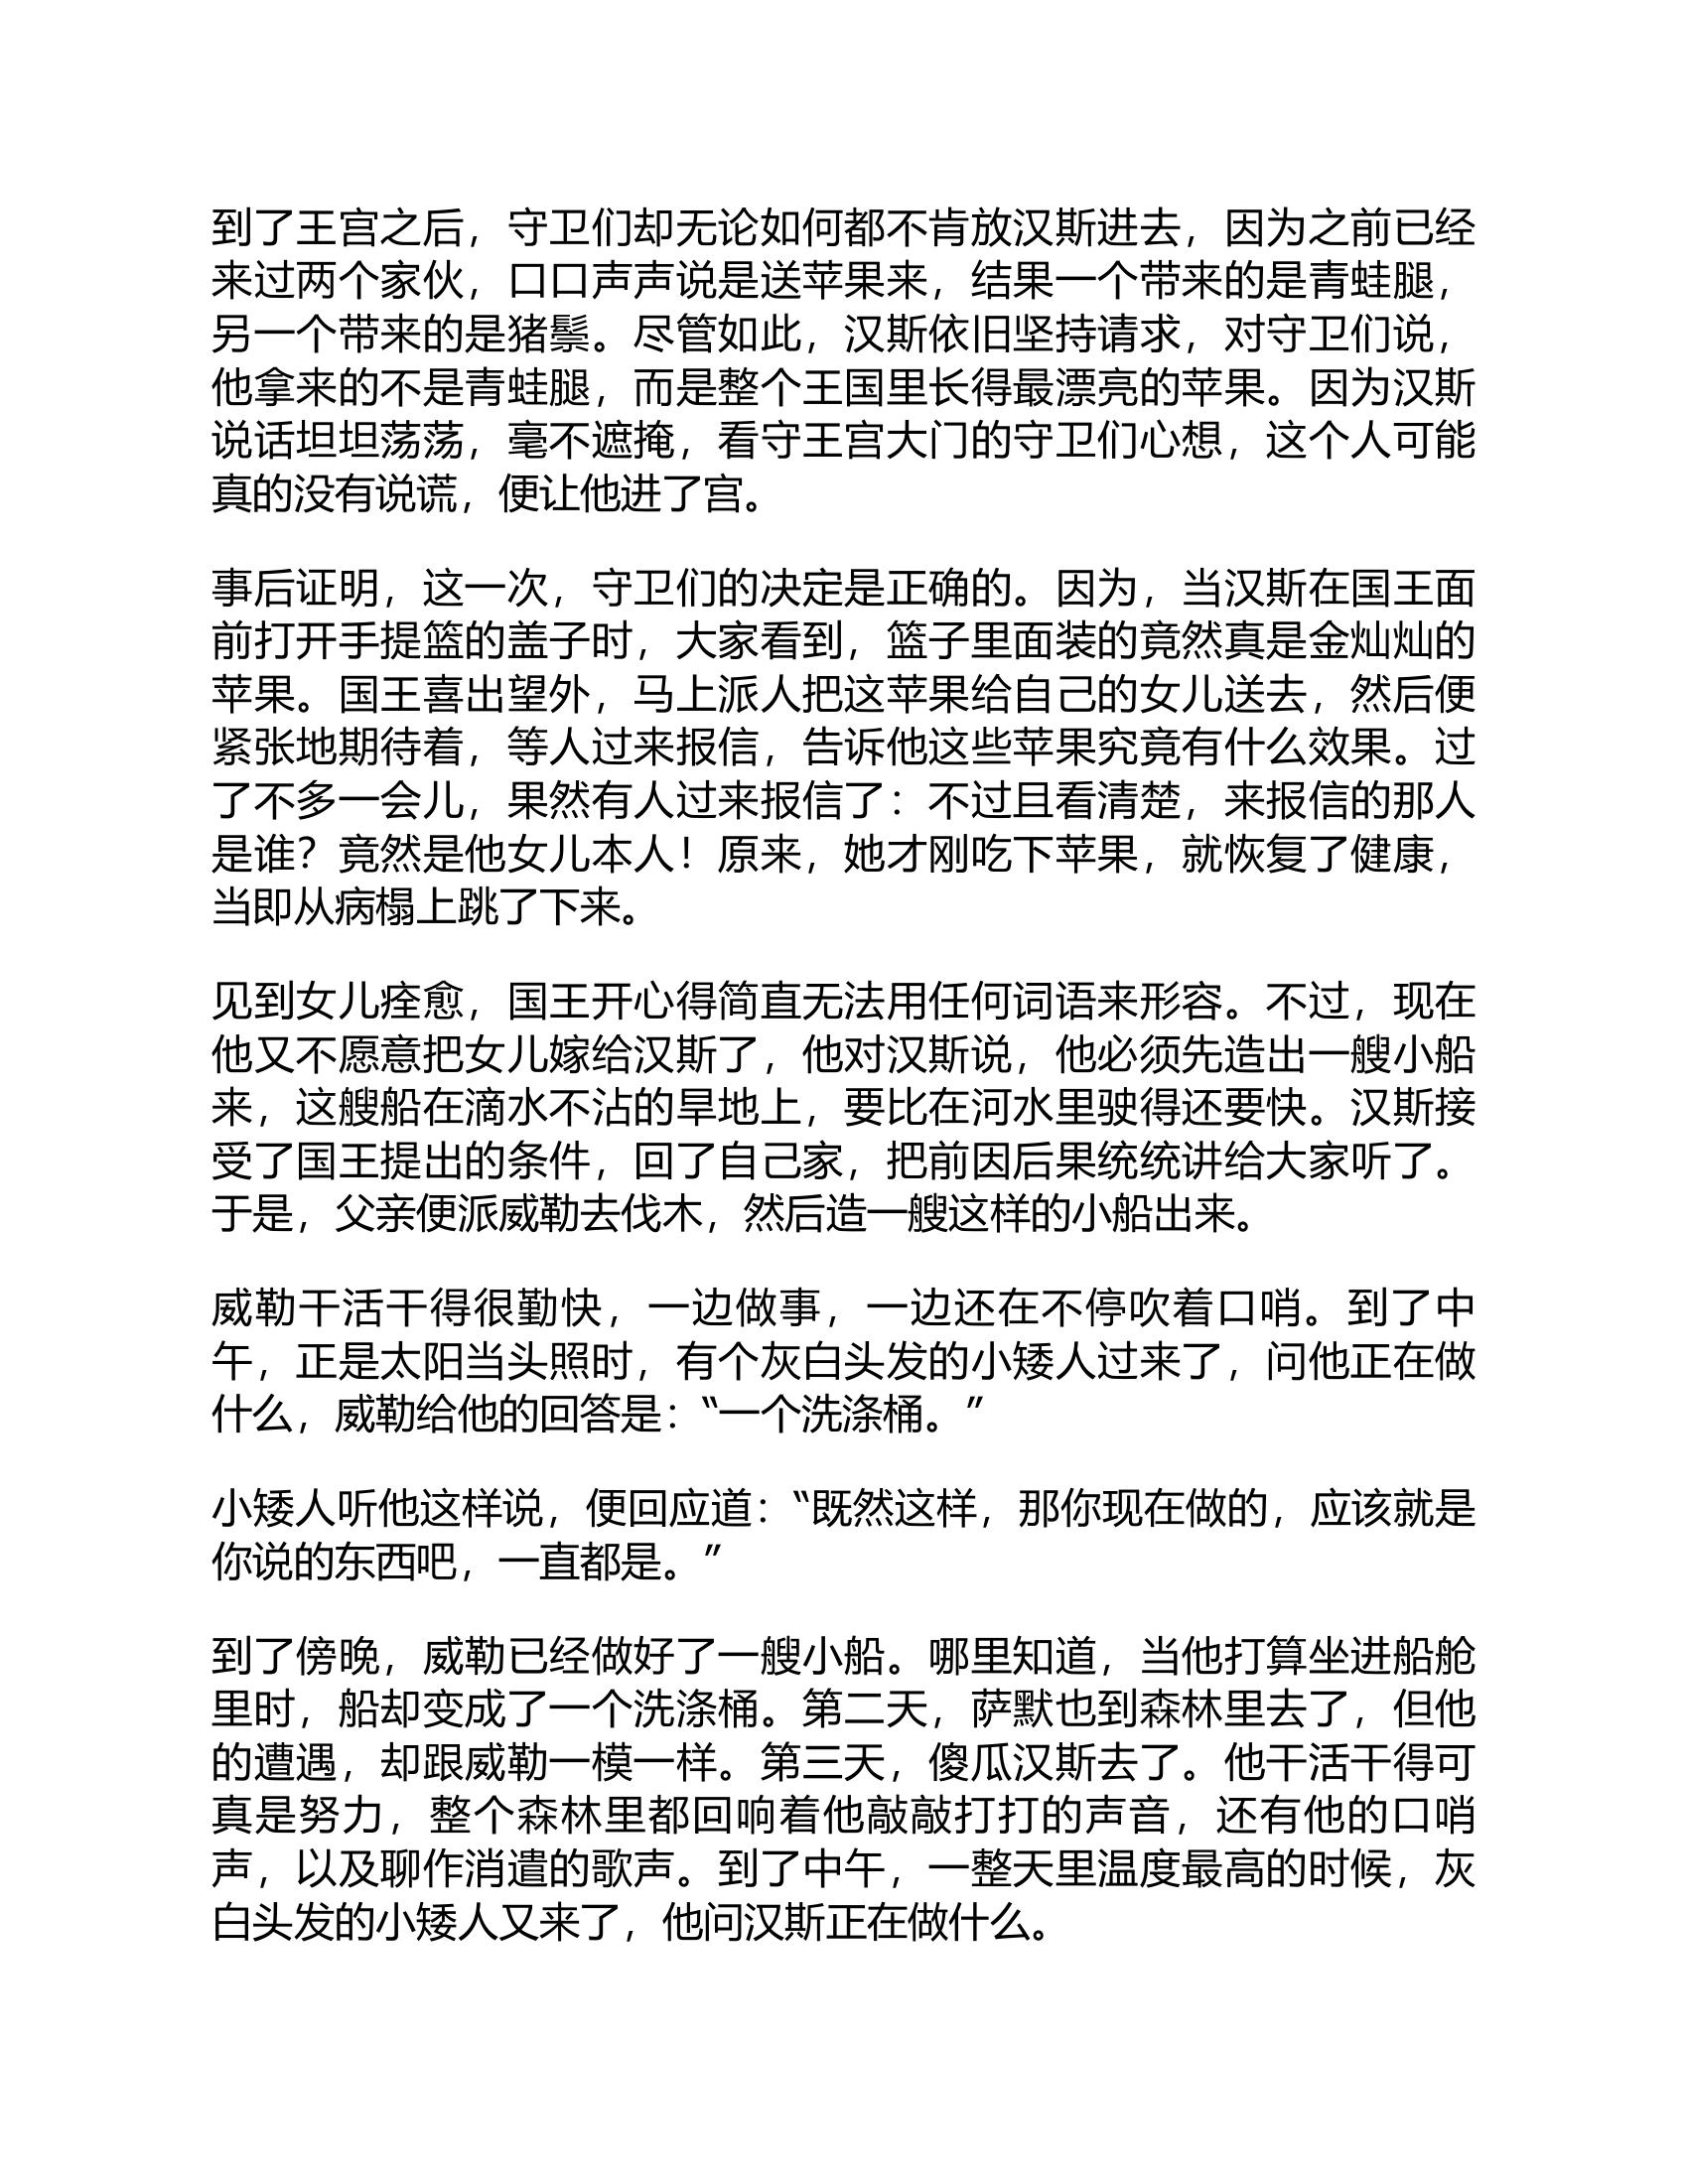 到了王宫之后，守卫们却无论如何都不肯放汉斯进去，因为之前已经
来过两个家伙，口口声声说是送苹果来，结果一个带来的是青蛙腿，
另一个带来的是猪鬃。尽管如此，汉斯依旧坚持请求，对守卫们说，
他拿来的不是青蛙腿，而是整个王国里长得最漂亮的苹果。因为汉斯
说话坦坦荡荡，毫不遮掩，看守王宫大门的守卫们心想，这个人可能
真的没有说谎，便让他进了宫。
事后证明，这一次，守卫们的决定是正确的。因为，当汉斯在国王面
前打开手提篮的盖子时，大家看到，篮子里面装的竟然真是金灿灿的
苹果。国王喜出望外，马上派人把这苹果给自己的女儿送去，然后便
紧张地期待着，等人过来报信，告诉他这些苹果究竟有什么效果。过
了不多一会儿，果然有人过来报信了：不过且看清楚，来报信的那人
是谁？竟然是他女儿本人！原来，她才刚吃下苹果，就恢复了健康，
当即从病榻上跳了下来。
见到女儿痊愈，国王开心得简直无法用任何词语来形容。不过，现在
他又不愿意把女儿嫁给汉斯了，他对汉斯说，他必须先造出一艘小船
来，这艘船在滴水不沾的旱地上，要比在河水里驶得还要快。汉斯接
受了国王提出的条件，回了自己家，把前因后果统统讲给大家听了。
于是，父亲便派威勒去伐木，然后造一艘这样的小船出来。
威勒干活干得很勤快，一边做事，一边还在不停吹着口哨。到了中
午，正是太阳当头照时，有个灰白头发的小矮人过来了，问他正在做
什么，威勒给他的回答是：“一个洗涤桶。”
小矮人听他这样说，便回应道：“既然这样，那你现在做的，应该就是
你说的东西吧，一直都是。”
到了傍晚，威勒已经做好了一艘小船。哪里知道，当他打算坐进船舱
里时，船却变成了一个洗涤桶。第二天，萨默也到森林里去了，但他
的遭遇，却跟威勒一模一样。第三天，傻瓜汉斯去了。他干活干得可
真是努力，整个森林里都回响着他敲敲打打的声音，还有他的口哨
声，以及聊作消遣的歌声。到了中午，一整天里温度最高的时候，灰
白头发的小矮人又来了，他问汉斯正在做什么。